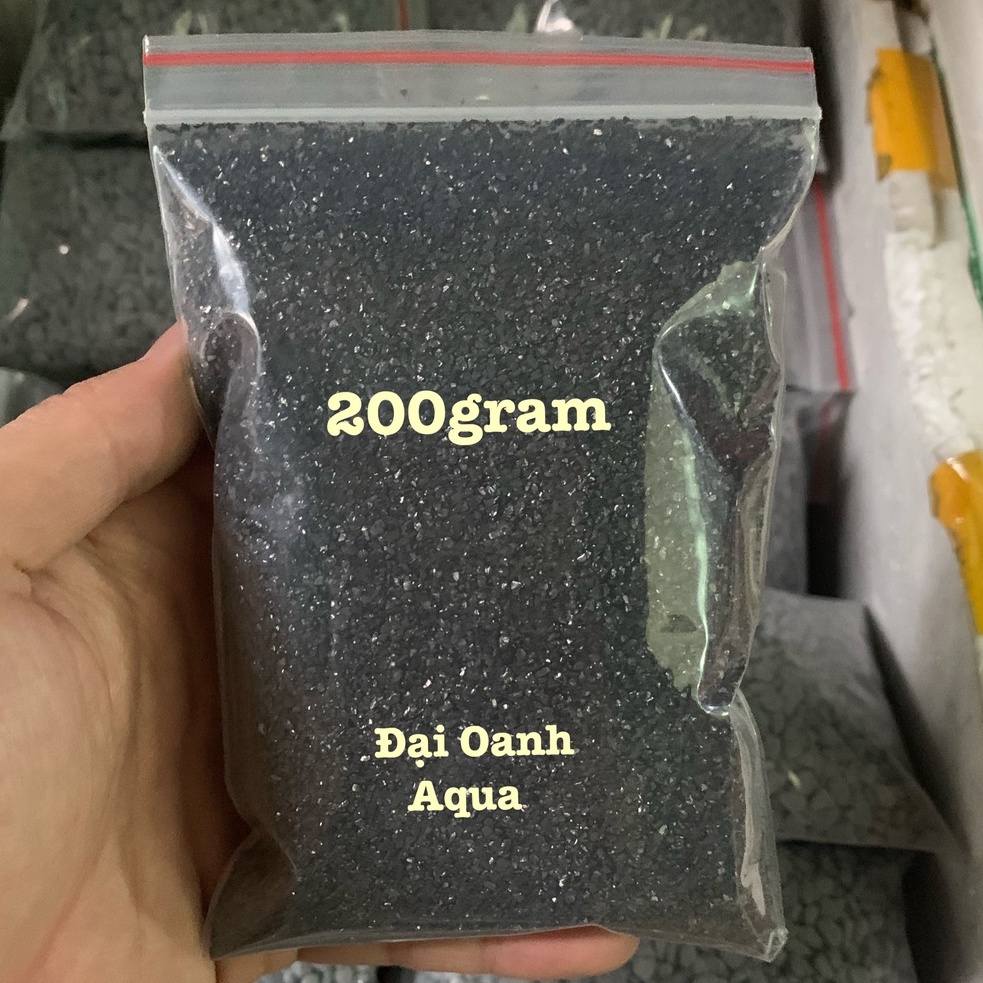 200gram
Đại Oanh
Aqua